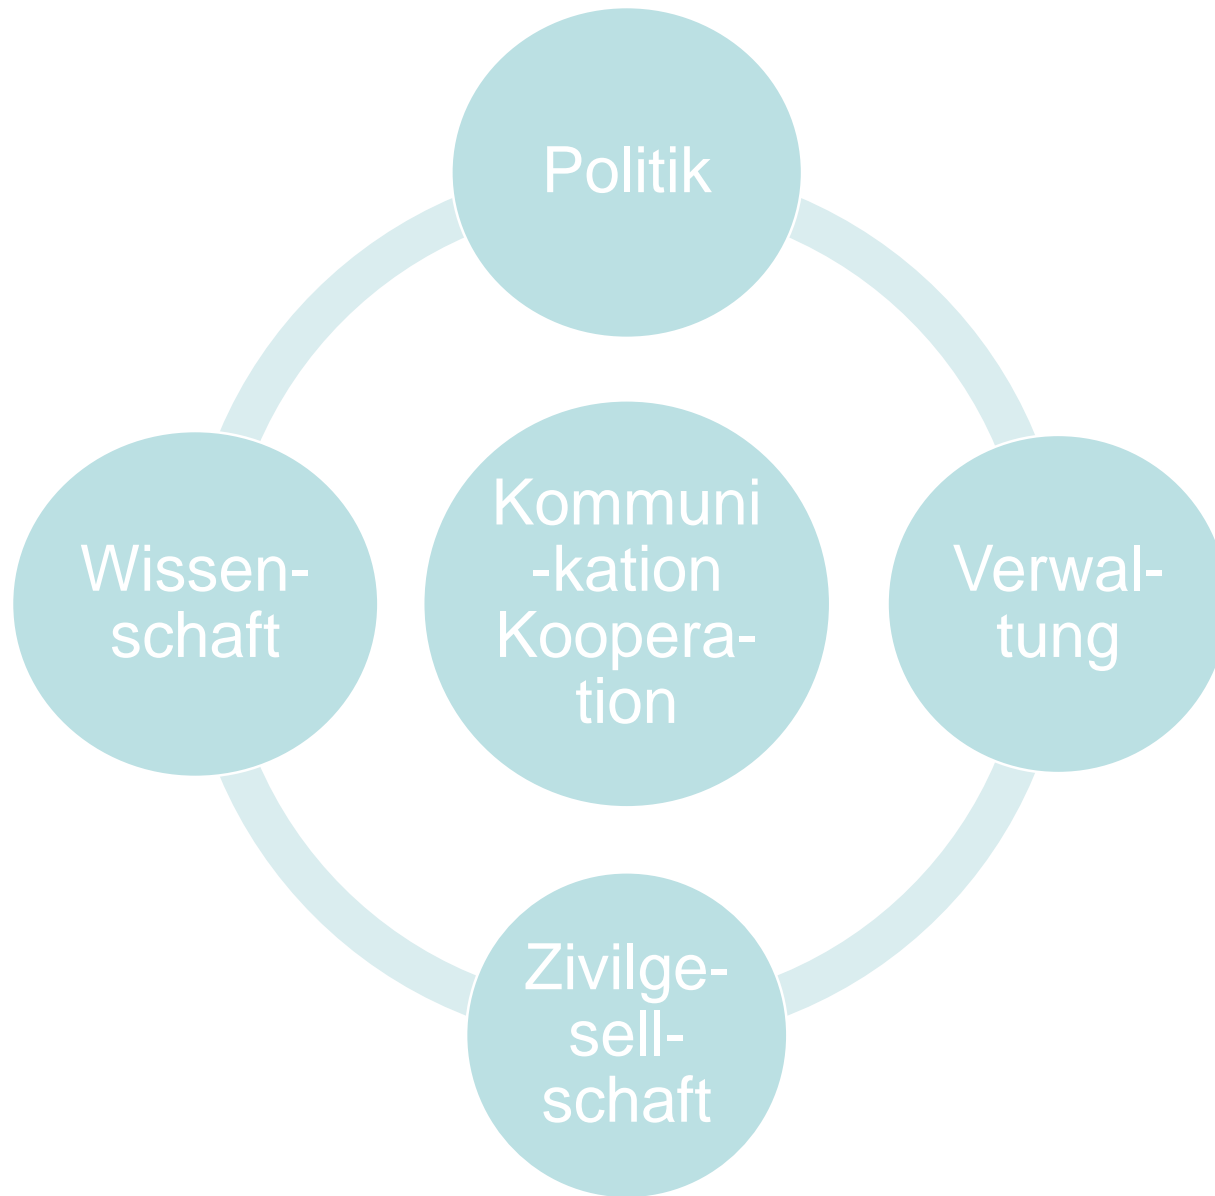 Politik
Kommuni
-kation
Koopera-
tion
Wissen-
schaft
Verwal-
tung
Zivilge-
sell-
schaft